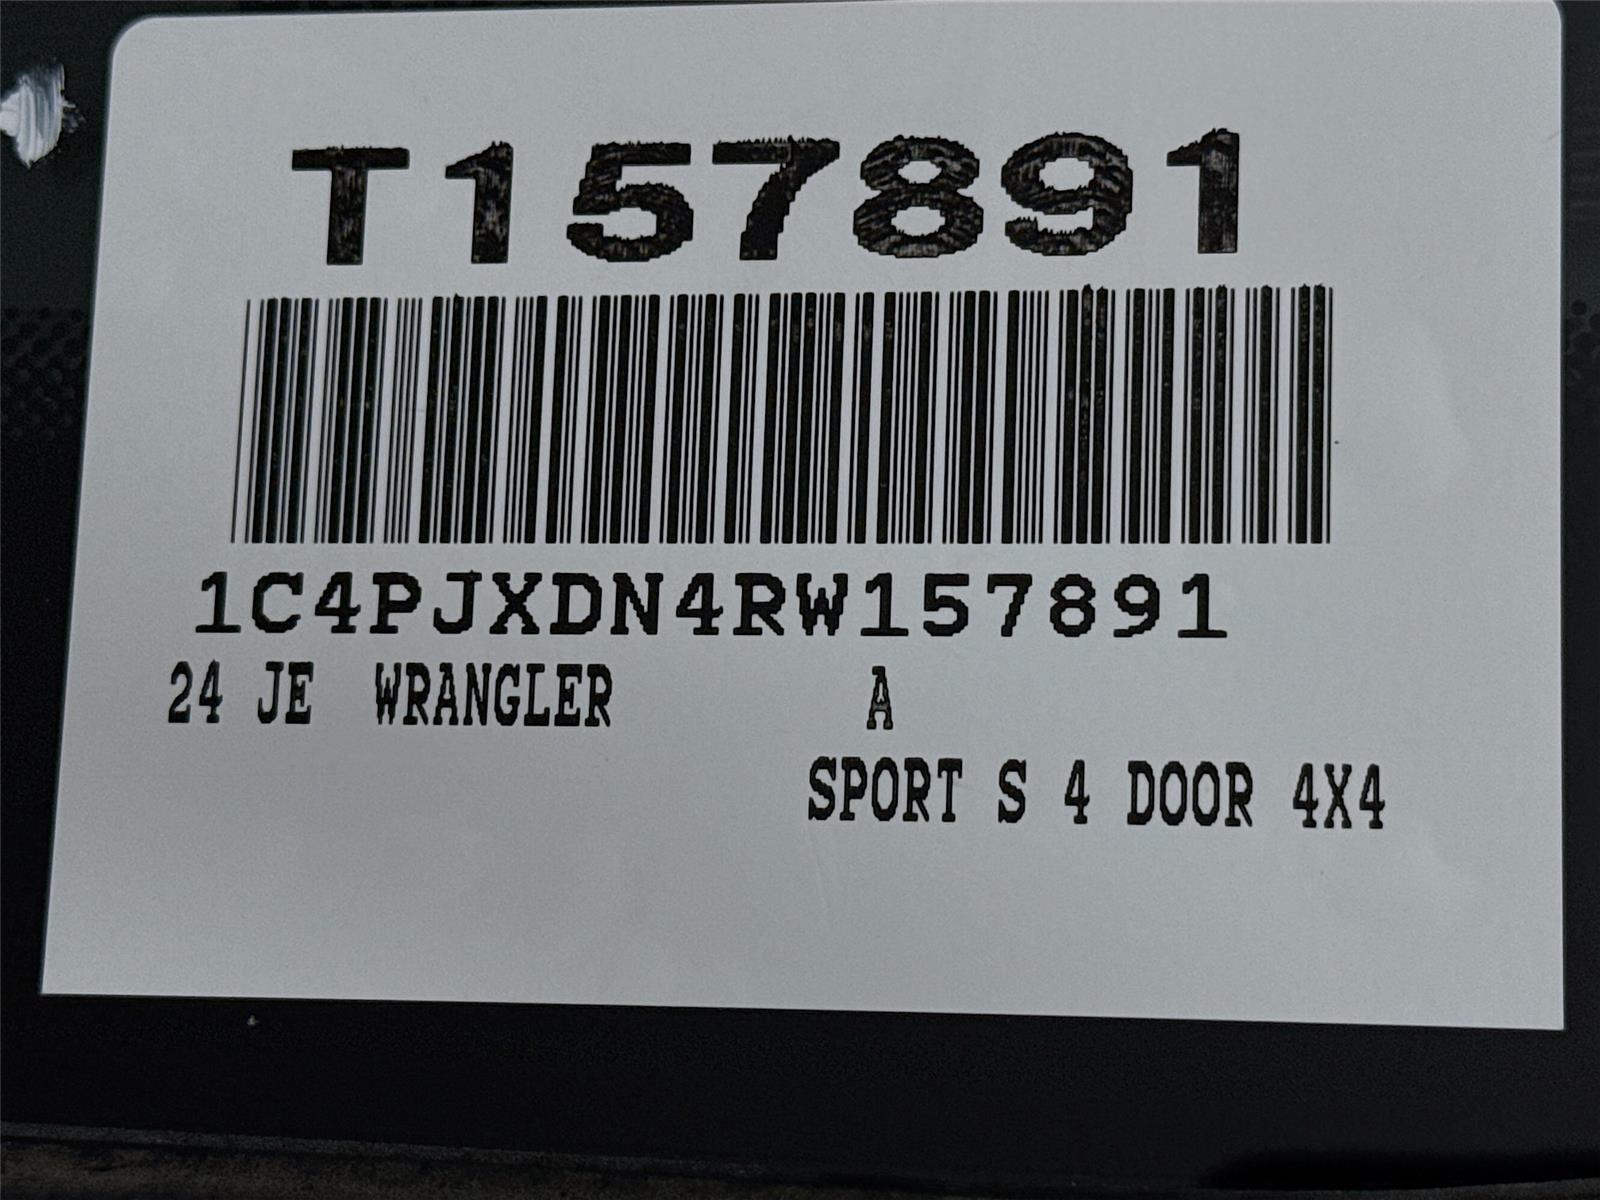 T157891
1C4PJXDN4RW157891
24 JE WRANGLER A
SPORT S 4 DOOR 4X4